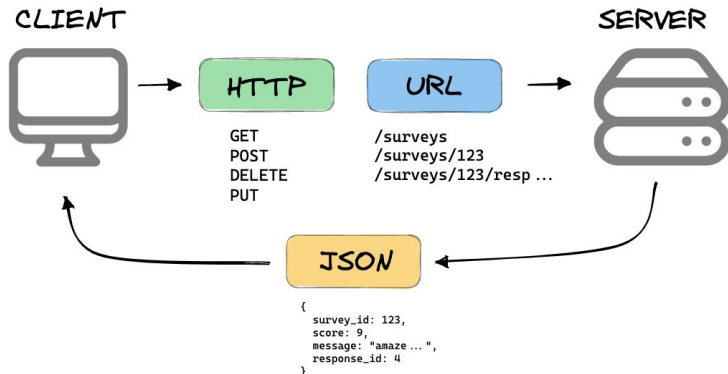 CLIENT
SERVER
HTTP
URL
GET
POST
DELETE
PUT
/surveys
/surveys/123
/surveys/123/resp ...
JSON
{
survey_id: 123,
score: 9,
message: "amaze ...",
response_id: 4
}